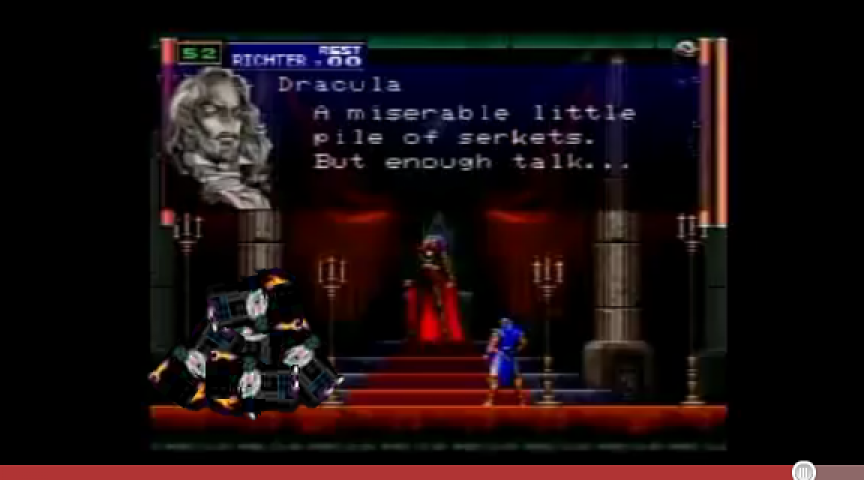 52
RICHTER
REST
.00
Dracula
A miserable little
pile of serkets.
But enough talk...